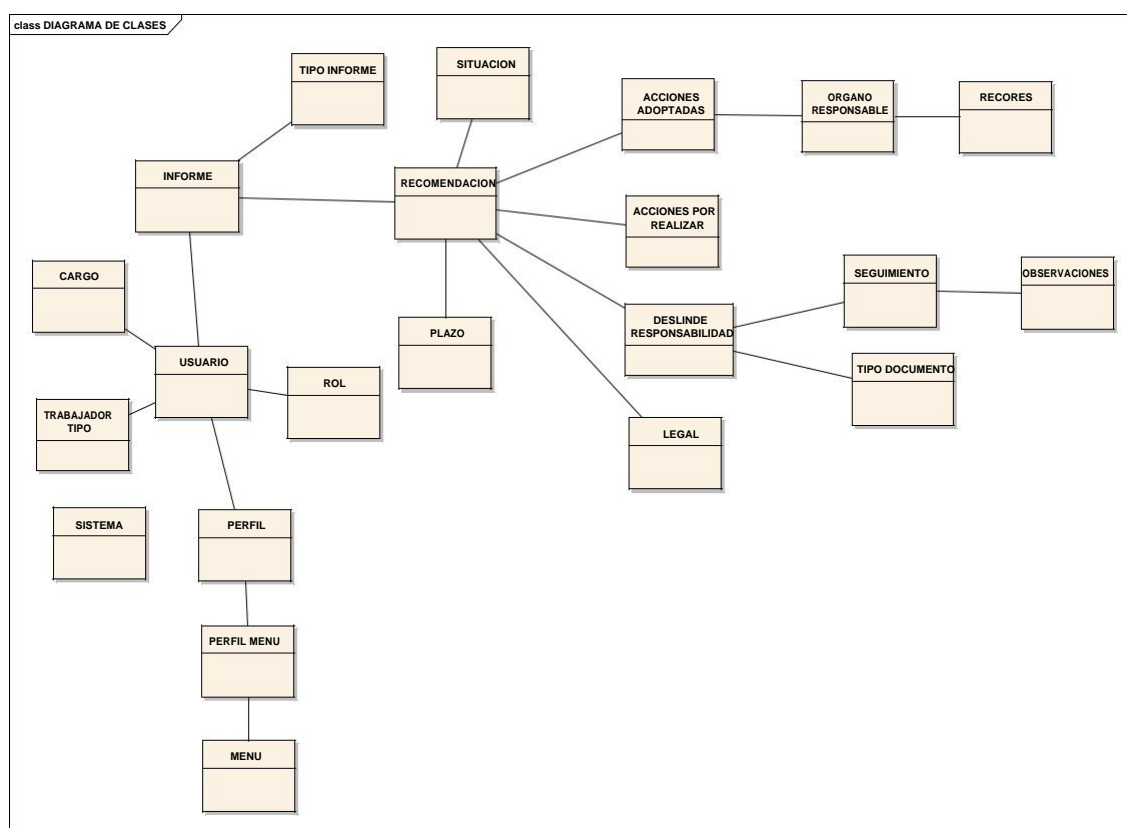 class DIAGRAMA DE CLASES
TIPO INFORME
SITUACION
ACCIONES
ADOPTADAS
ORGANO
RESPONSABLE
RECORES
INFORME
RECOMENDACION
ACCIONES POR
REALIZAR
CARGO
SEGUIMIENTO
OBSERVACIONES
DESLINDE
RESPONSABILIDAD
PLAZO
USUARIO
ROL
TIPO DOCUMENTO
TRABAJADOR
TIPO
LEGAL
SISTEMA
PERFIL
PERFIL MENU
MENU